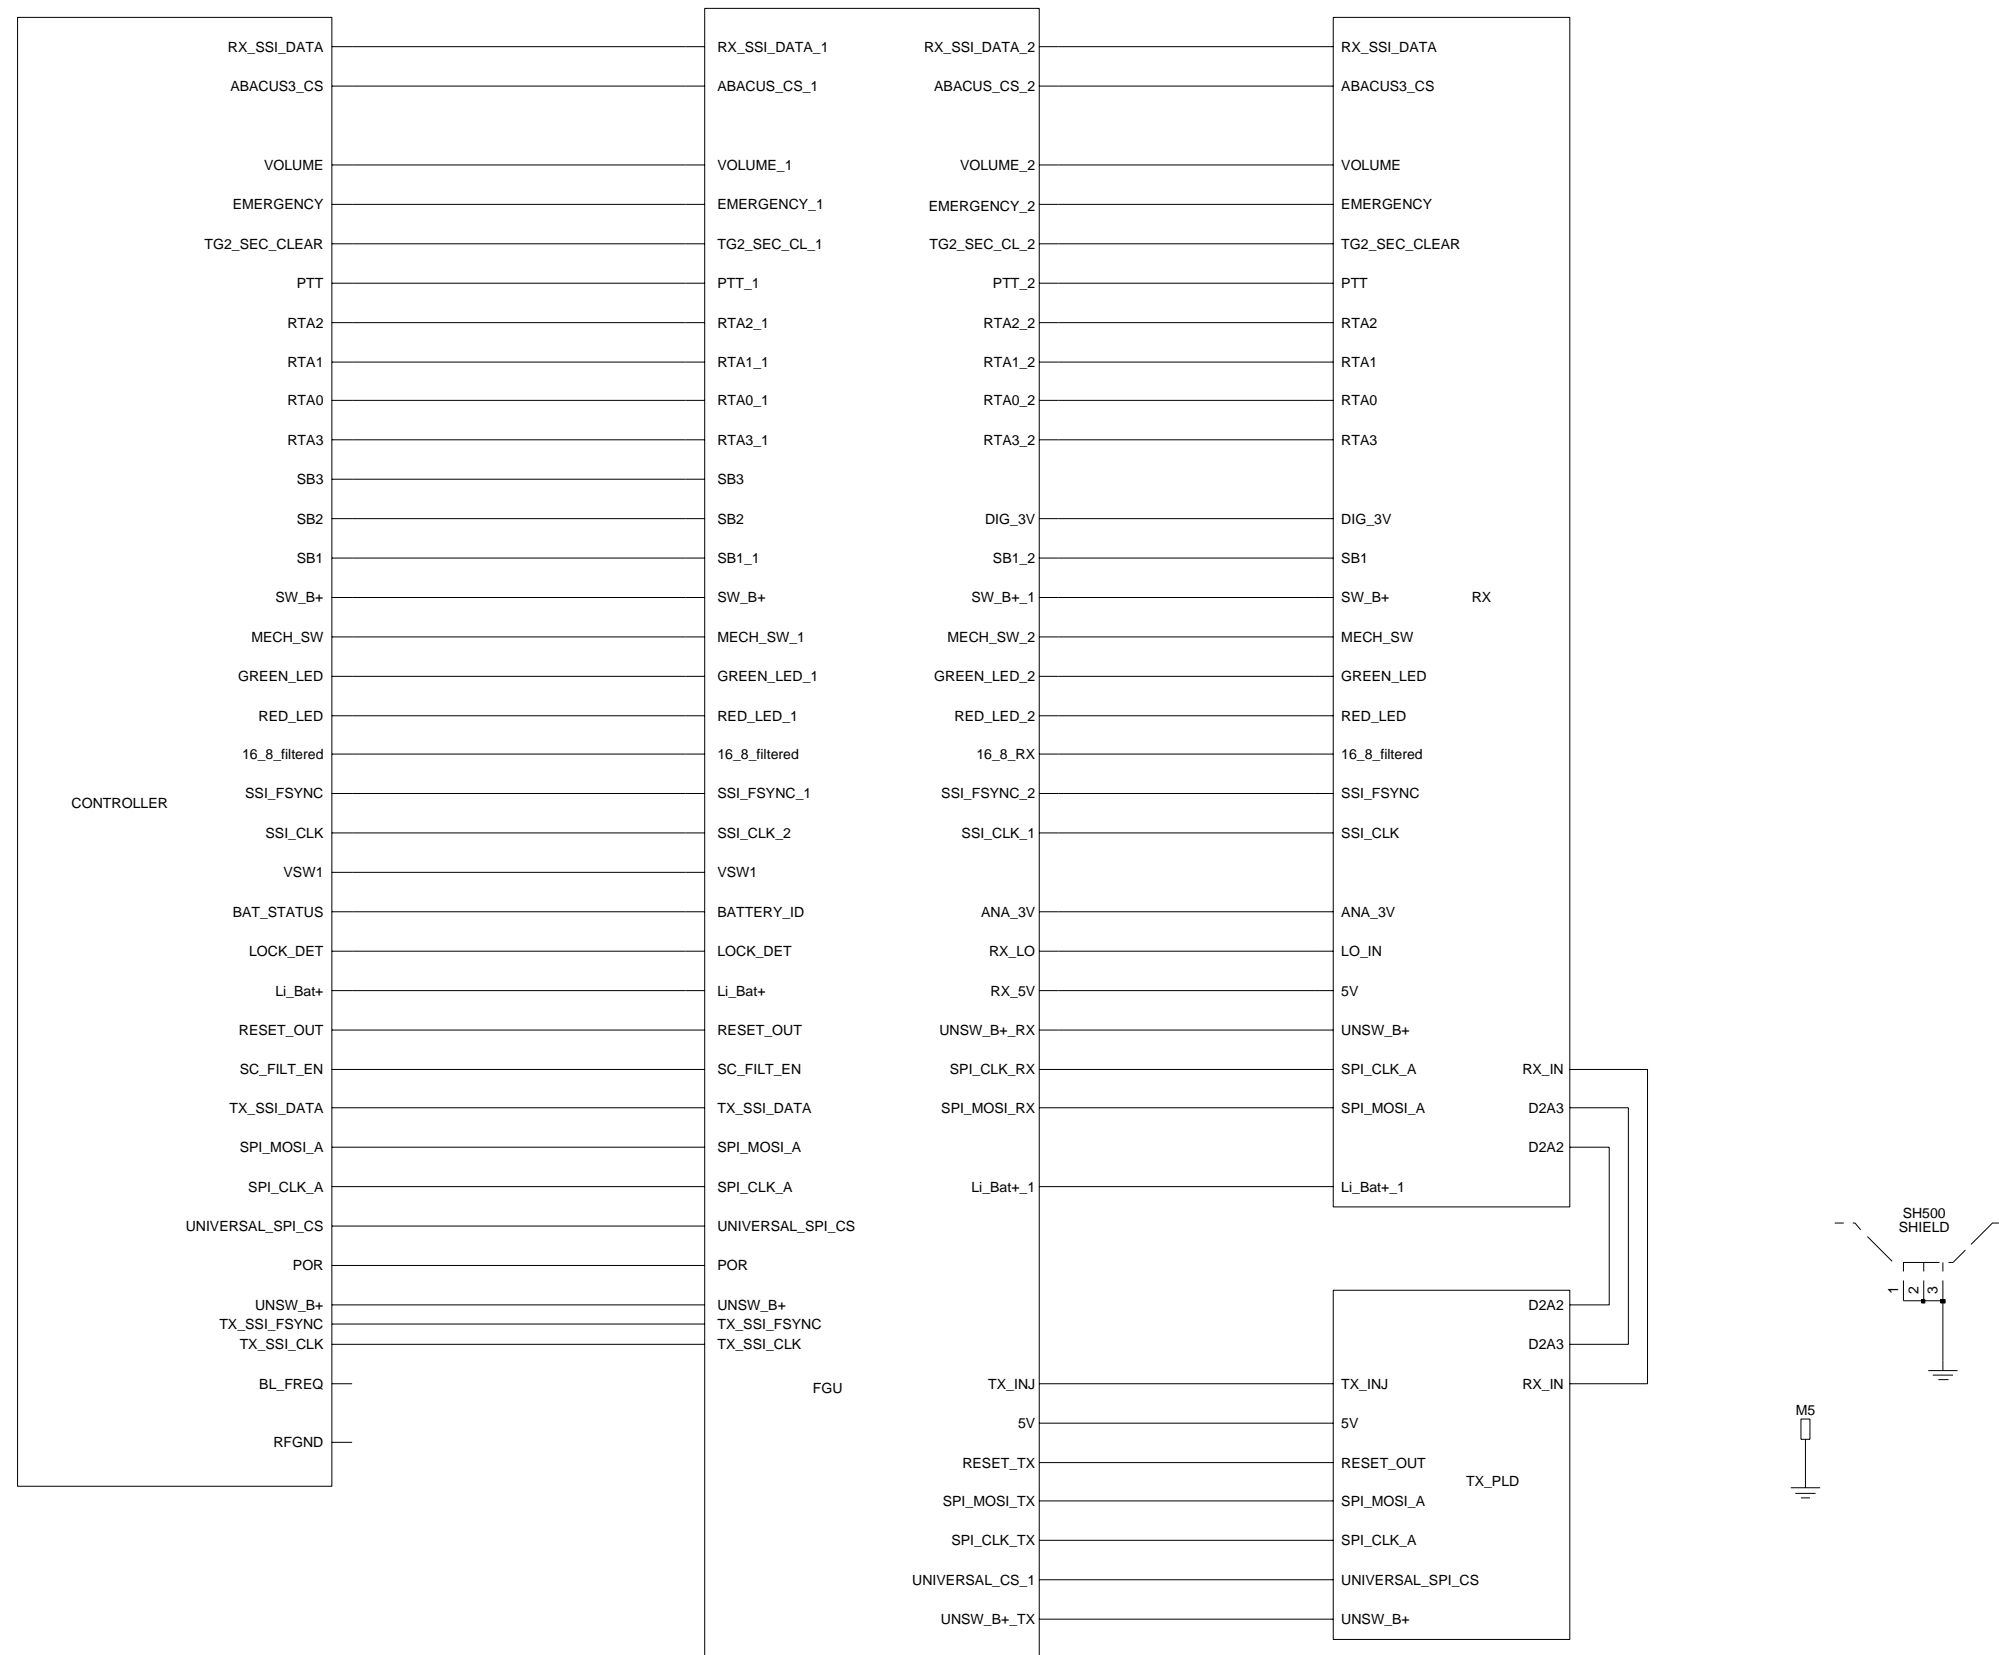 RX_SSI_DATA RX_SSI_DATA_1 RX_SSI_DATA_2 RX_SSI_DATA
ABACUS3_CS ABACUS_CS_1 ABACUS_CS_2 ABACUS3_CS
VOLUME VOLUME_1 VOLUME_2 VOLUME
EMERGENCY EMERGENCY_1 EMERGENCY_2 EMERGENCY
TG2_SEC_CLEAR TG2_SEC_CL_1 TG2_SEC_CL_2 TG2_SEC_CLEAR
PTT PTT_1 PTT_2 PTT
RTA2 RTA2_1 RTA2_2 RTA2
RTA1 RTA1_1 RTA1_2 RTA1
RTA0 RTA0_1 RTA0_2 RTA0
RTA3 RTA3_1 RTA3_2 RTA3
SB3 SB3
SB2 SB2 DIG_3V DIG_3V
SB1 SB1_1 SB1_2 SB1
SW_B+ SW_B+ SW_B+_1 SW_B+ RX
MECH_SW MECH_SW_1 MECH_SW_2 MECH_SW
GREEN_LED GREEN_LED_1 GREEN_LED_2 GREEN_LED
RED_LED RED_LED_1 RED_LED_2 RED_LED
16_8_filtered 16_8_filtered 16_8_RX 16_8_filtered
SSI_FSYNC SSI_FSYNC_1 SSI_FSYNC_2 SSI_FSYNC
CONTROLLER
SSI_CLK SSI_CLK_2 SSI_CLK_1 SSI_CLK
VSW1 VSW1
BAT_STATUS BATTERY_ID ANA_3V ANA_3V
LOCK_DET LOCK_DET RX_LO LO_IN
Li_Bat+ Li_Bat+ RX_5V 5V
RESET_OUT RESET_OUT UNSW_B+_RX UNSW_B+
SC_FILT_EN SC_FILT_EN SPI_CLK_RX SPI_CLK_A RX_IN
TX_SSI_DATA TX_SSI_DATA SPI_MOSI_RX SPI_MOSI_A D2A3
SPI_MOSI_A SPI_MOSI_A D2A2
SPI_CLK_A SPI_CLK_A Li_Bat+_1 Li_Bat+_1
SH500
UNIVERSAL_SPI_CS UNIVERSAL_SPI_CS SHIELD
POR POR
1 2 3
UNSW_B+ UNSW_B+ D2A2
TX_SSI_FSYNC TX_SSI_FSYNC
TX_SSI_CLK TX_SSI_CLK D2A3
BL_FREQ FGU TX_INJ TX_INJ RX_IN
M5
5V 5V
RFGND
RESET_TX RESET_OUT
TX_PLD
SPI_MOSI_TX SPI_MOSI_A
SPI_CLK_TX SPI_CLK_A
UNIVERSAL_CS_1 UNIVERSAL_SPI_CS
UNSW_B+_TX UNSW_B+